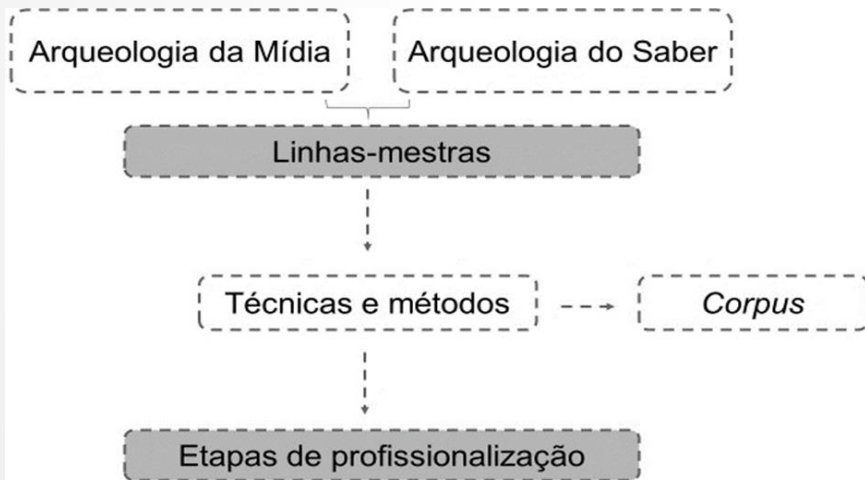 Arqueologia da Mídia
Arqueologia do Saber
Linhas-mestras
Técnicas e métodos
Corpus
Etapas de profissionalização